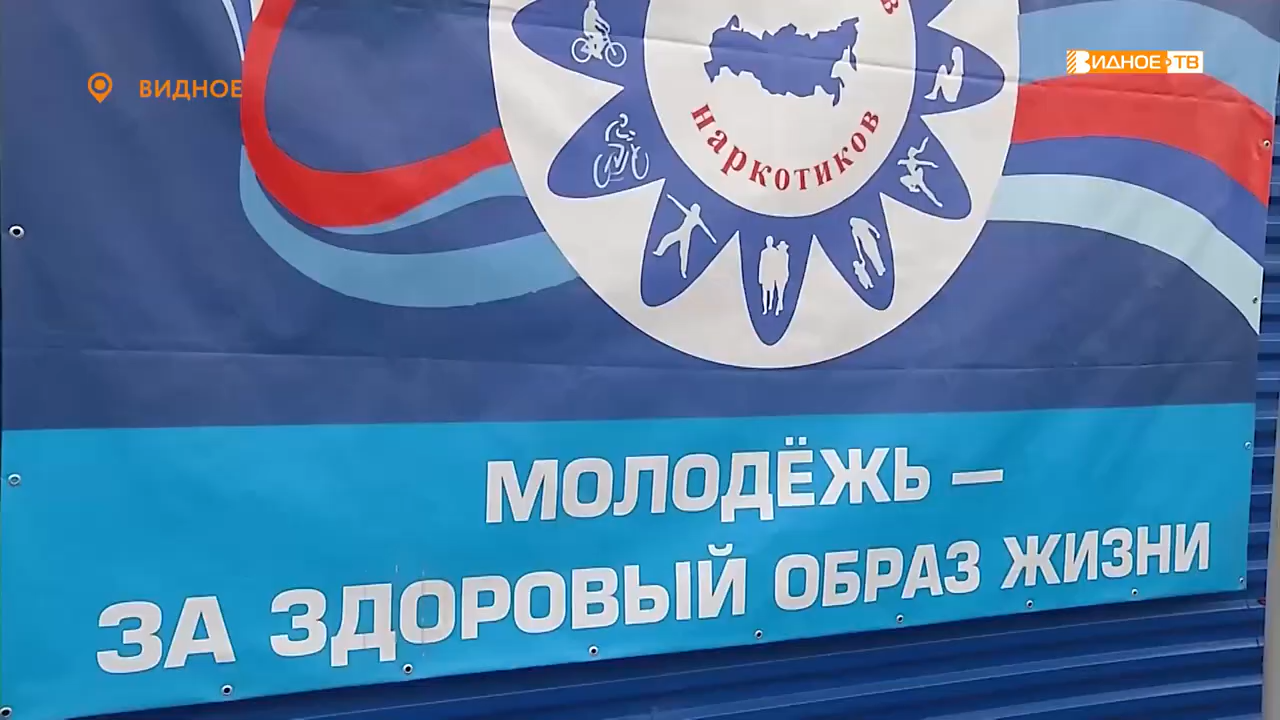 ВИДНОЕ
ВИДНОЕ ТВ
наркотиков
МОЛОДЁЖЬ –
ЗА ЗДОРОВЫЙ ОБРАЗ ЖИЗНИ